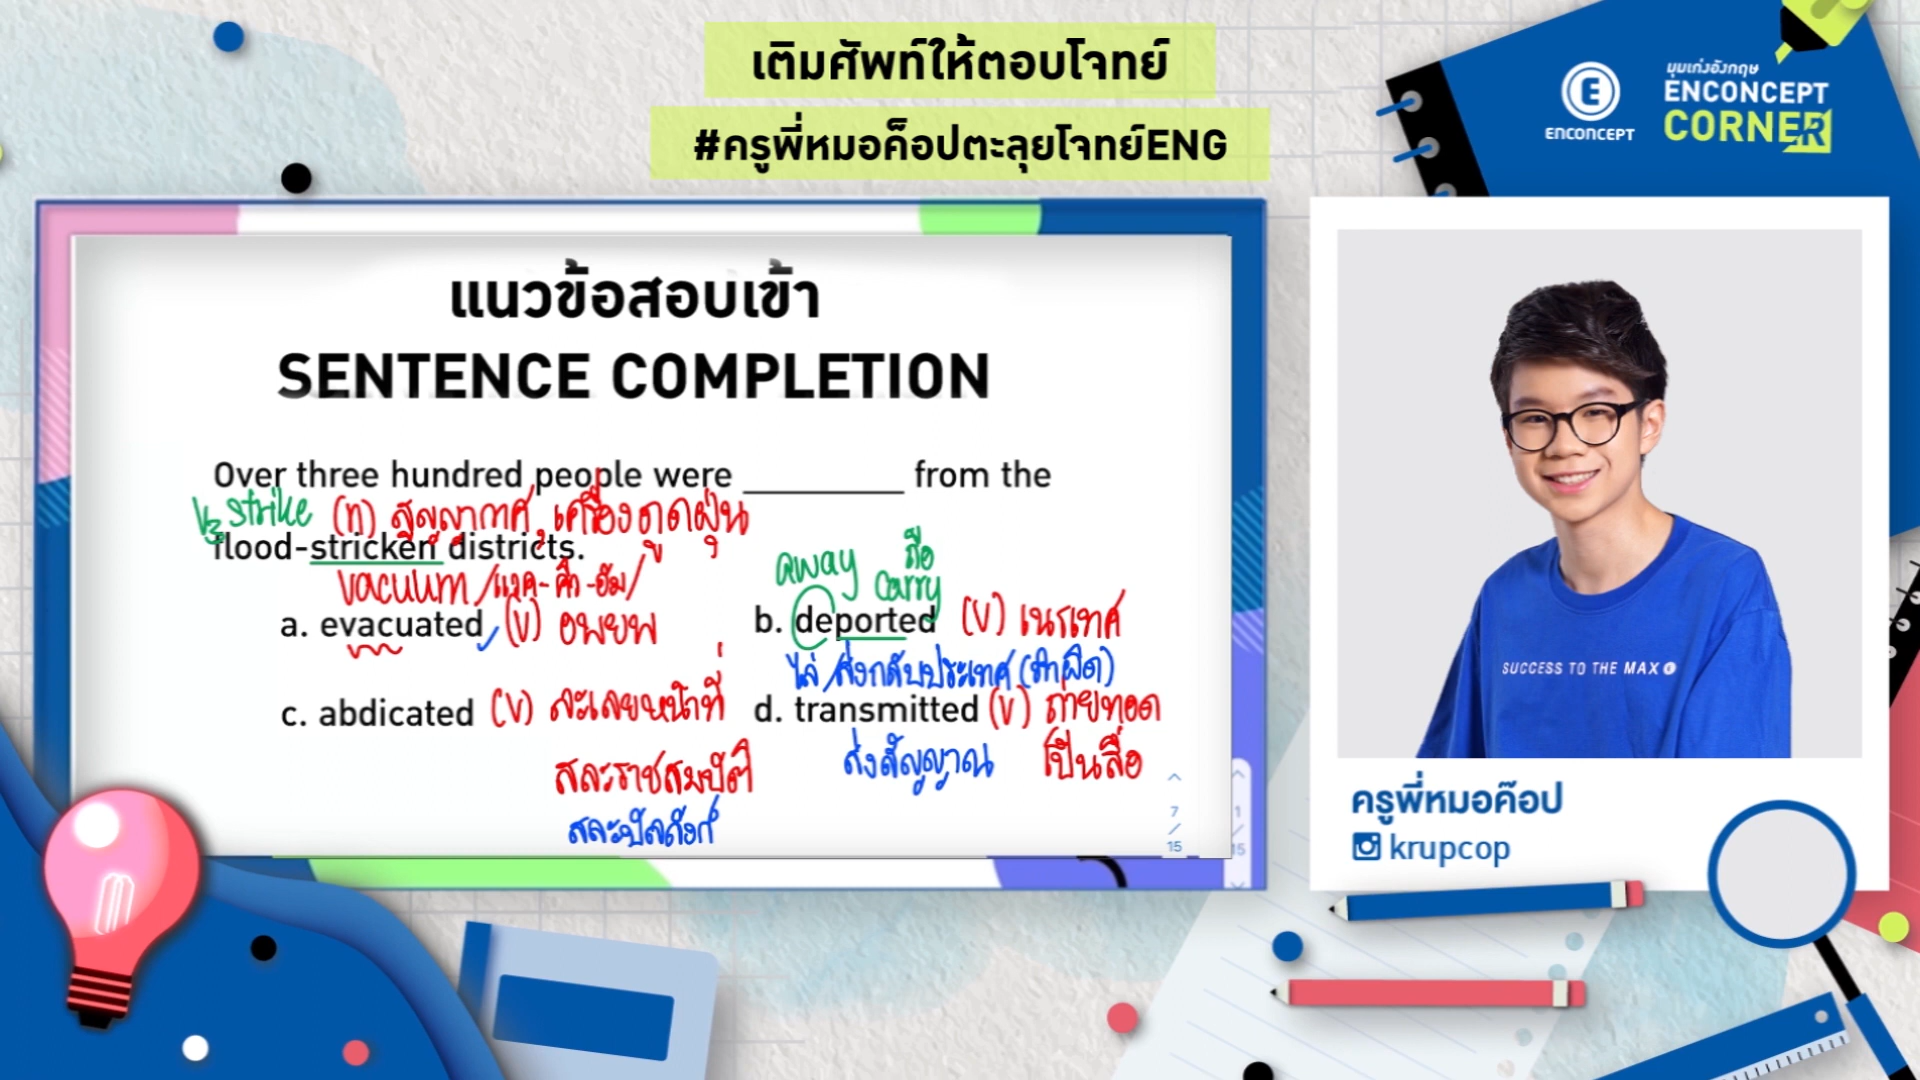 เติมศัพท์ให้ตอบโจทย์
#ครูพี่หมอค็อปตะลุยโจทย์ENG
ENCONCEPT
มุมเก่งอังกฤษ
ENCONCEPT
CORNER
แนวข้อสอบเข้า
SENTENCE COMPLETION
Over three hundred people were __________ from the
V3 strike (n) สุญญากาศ, เครื่องดูดฝุ่น
flood-stricken districts.
vacuum /แวค-คิว-อึม/
away ถือ carry
a. evacuated (v) อพยพ
b. deported (v) เนรเทศ
ไล่/ส่งกลับประเทศ (ทำผิด)
c. abdicated (v) ละเลยหน้าที่
d. transmitted (v) ถ่ายทอด
สละราชสมบัติ
ส่งสัญญาณ เป็นสื่อ
สละบัลลังก์
7
/
15
1
/
15
SUCCESS TO THE MAX
ครูพี่หมอค๊อป
krupcop